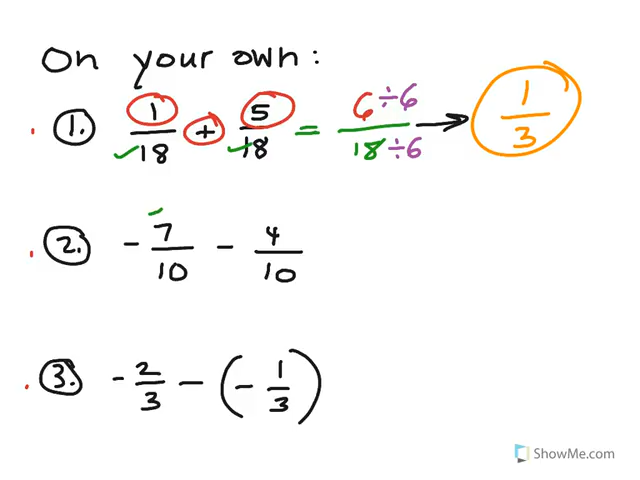 On your own:
1. 1/18 + 5/18 = 6÷6/18÷6 → 1/3
2. - 7/10 - 4/10
3. - 2/3 - (- 1/3)
ShowMe.com